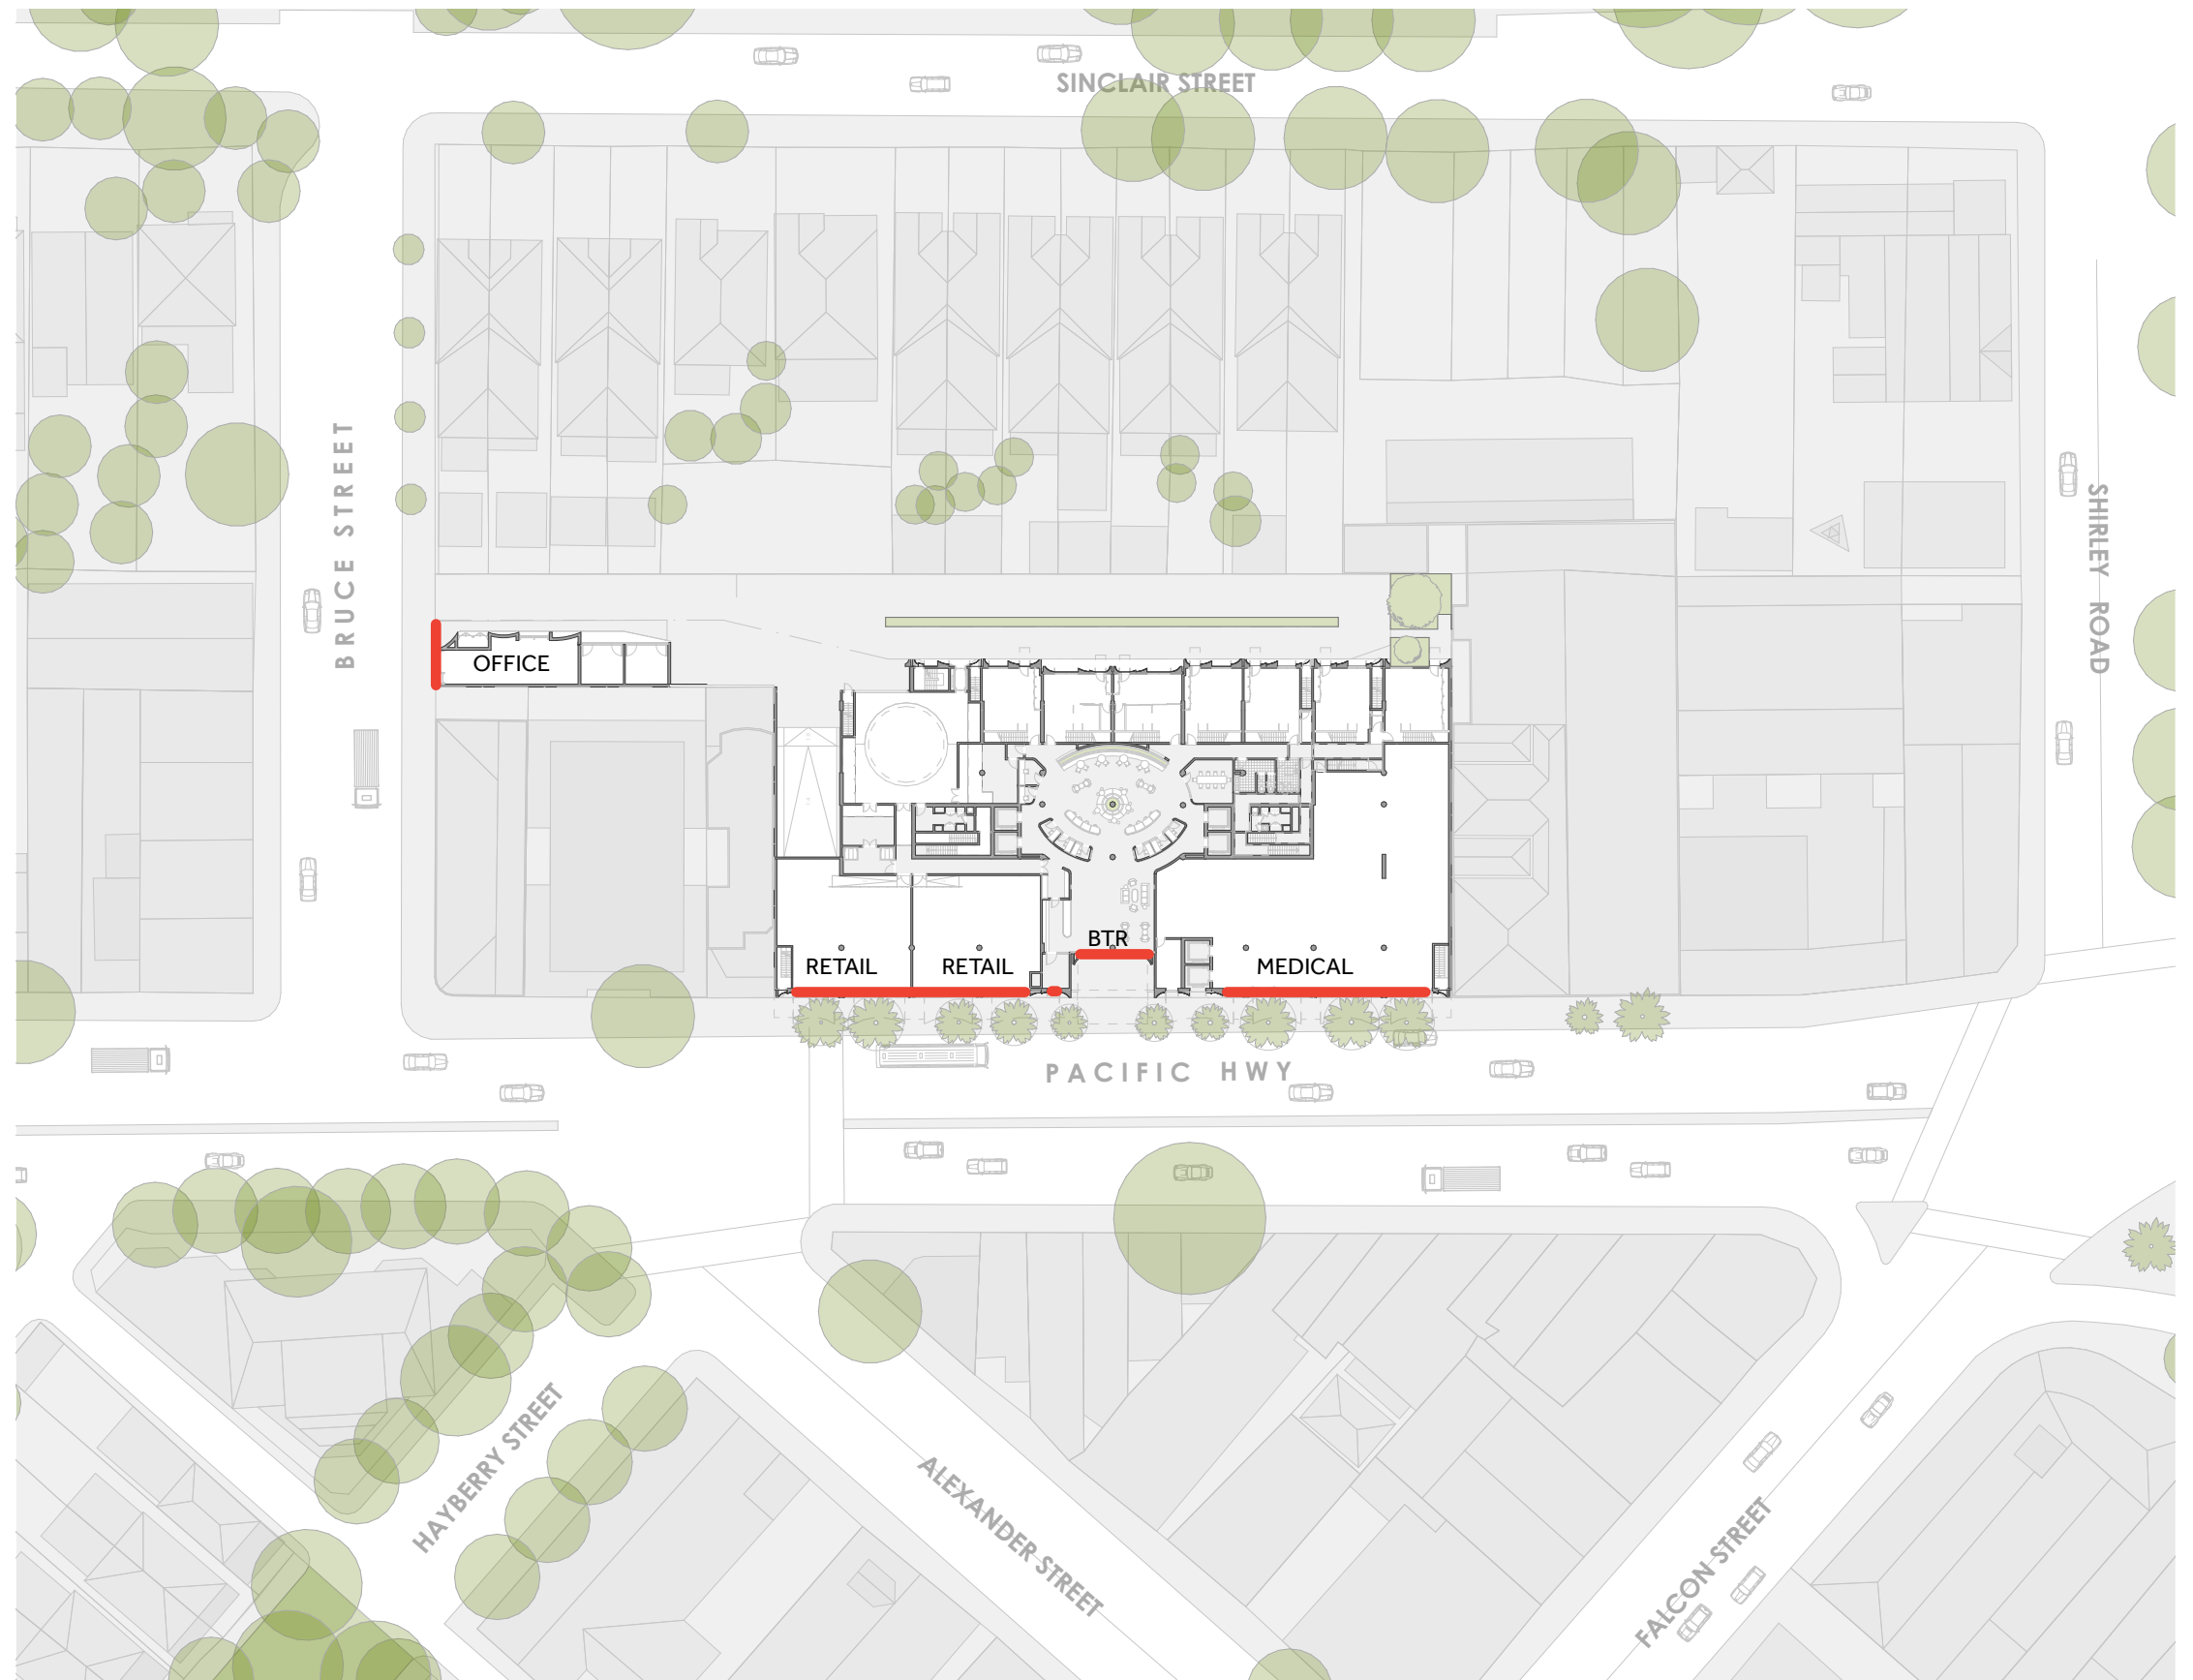 SINCLAIR STREET
BRUCE STREET
SHIRLEY ROAD
OFFICE
BTR
RETAIL
RETAIL
MEDICAL
PACIFIC HWY
HAYBERRY STREET
ALEXANDER STREET
FALCON STREET